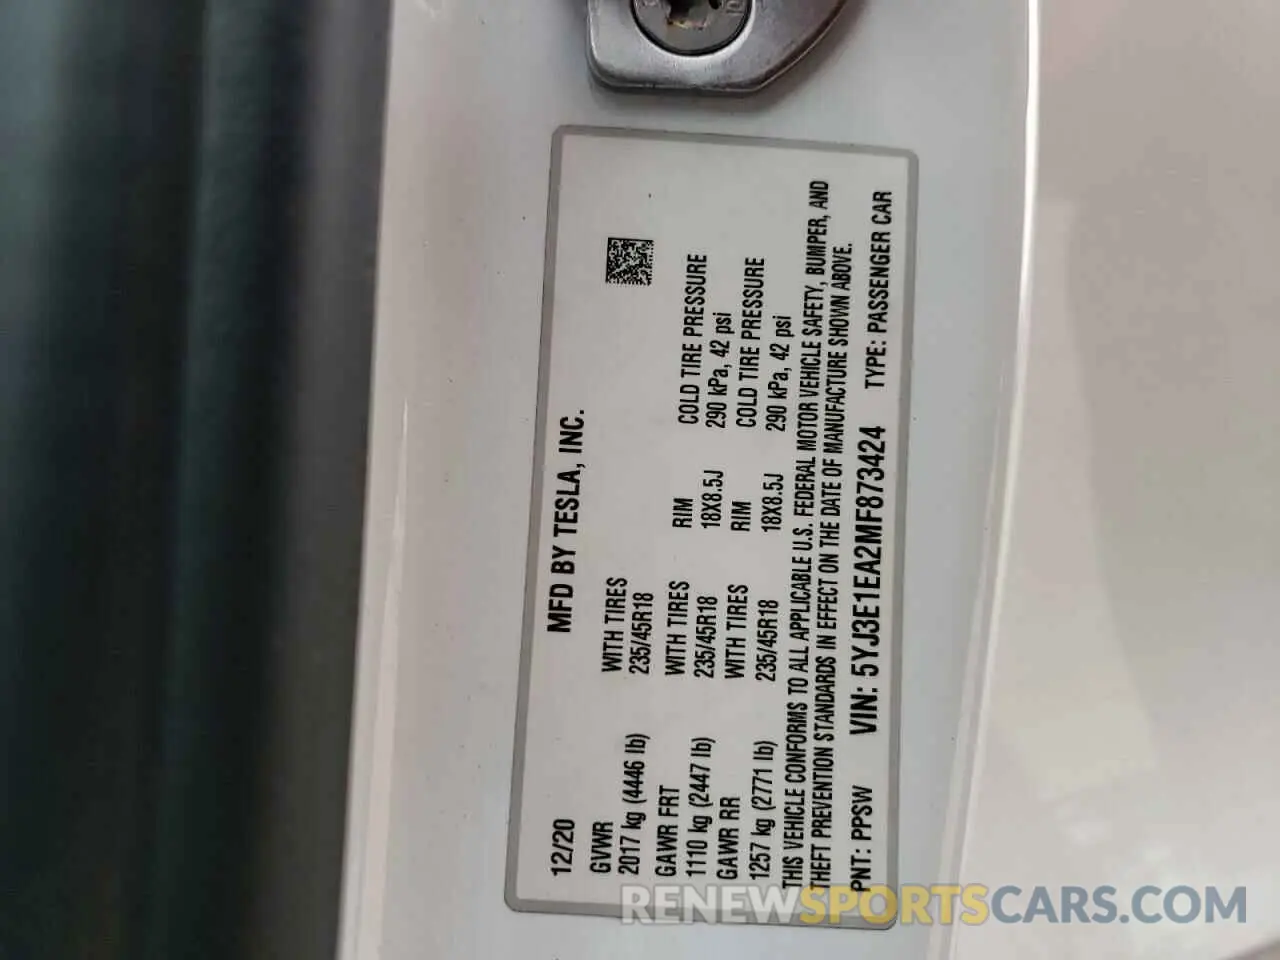 12/20 MFD BY TESLA, INC.
GVWR WITH TIRES
2017 kg (4446 lb) 235/45R18
GAWR FRT WITH TIRES RIM COLD TIRE PRESSURE
1110 kg (2447 lb) 235/45R18 18X8.5J 290 kPa, 42 psi
GAWR RR WITH TIRES RIM COLD TIRE PRESSURE
1257 kg (2771 lb) 235/45R18 18X8.5J 290 kPa, 42 psi
THIS VEHICLE CONFORMS TO ALL APPLICABLE U.S. FEDERAL MOTOR VEHICLE SAFETY, BUMPER, AND
THEFT PREVENTION STANDARDS IN EFFECT ON THE DATE OF MANUFACTURE SHOWN ABOVE.
PNT: PPSW VIN: 5YJ3E1EA2MF873424 TYPE: PASSENGER CAR
RENEWSPORTSCARS.COM